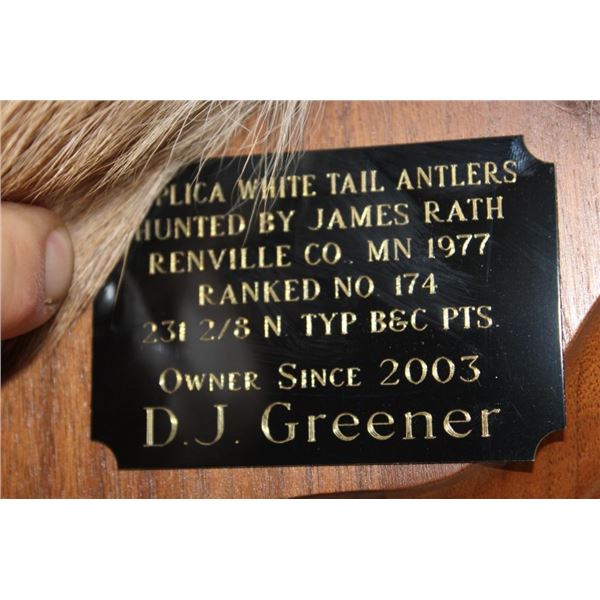 PLICA WHITE TAIL ANTLERS
HUNTED BY JAMES RATH
RENVILLE CO. MN 1977
RANKED NO. 174
231 2/8 N. TYP B&C PTS.
OWNER SINCE 2003
D.J. Greener